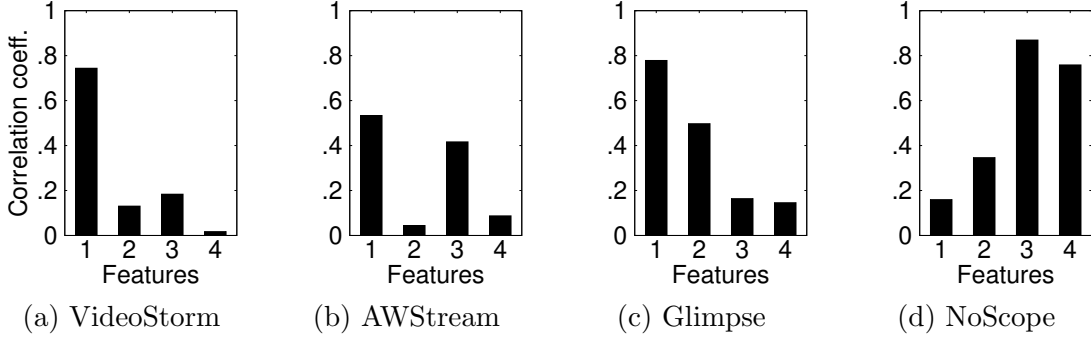 Correlation coeff.
1
.8
.6
.4
.2
0
1 2 3 4
Features
(a) VideoStorm
1
.8
.6
.4
.2
0
1 2 3 4
Features
(b) AWStream
1
.8
.6
.4
.2
0
1 2 3 4
Features
(c) Glimpse
1
.8
.6
.4
.2
0
1 2 3 4
Features
(d) NoScope